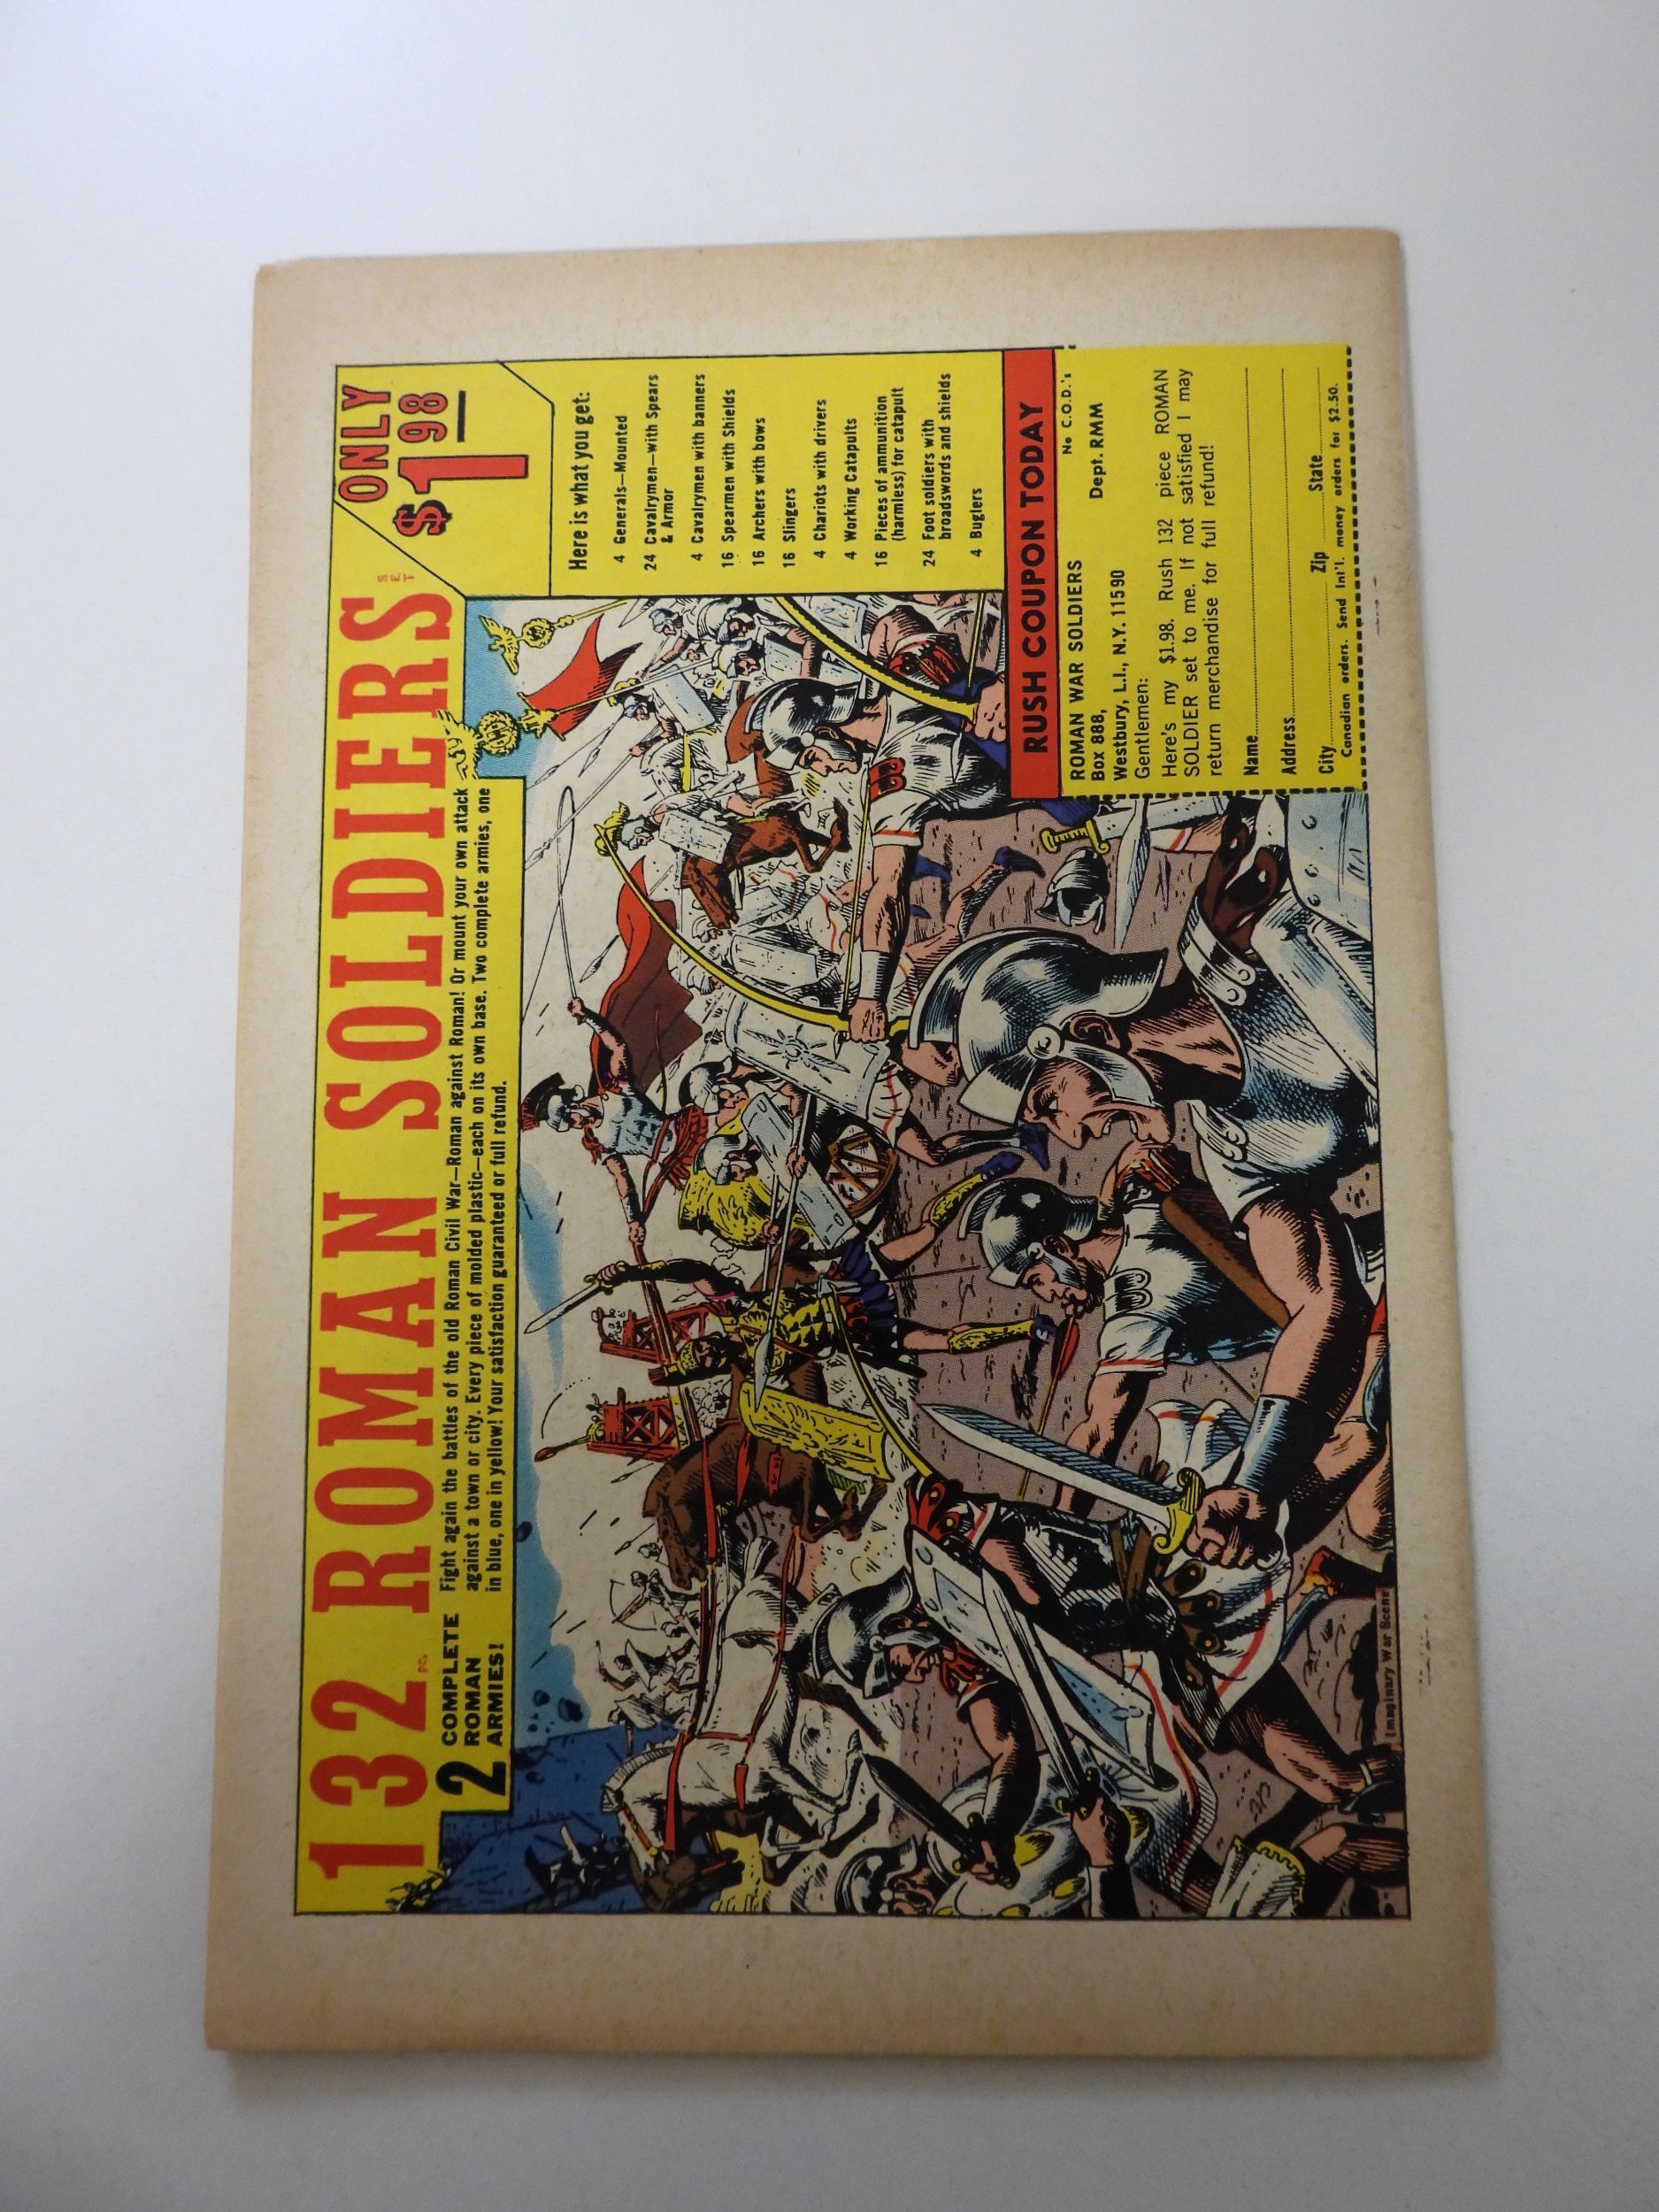 132 PC. ROMAN SOLDIERS SET
ONLY
$1.98
2 COMPLETE
ROMAN
ARMIES!
Fight again the battles of the old Roman Civil War—Roman against Roman! Or mount your own attack
against a town or city. Every piece of molded plastic—each on its own base. Two complete armies, one
in blue, one in yellow! Your satisfaction guaranteed or full refund.
Here is what you get:
4 Generals—Mounted
24 Cavalrymen—with Spears
& Armor
4 Cavalrymen with banners
16 Spearmen with Shields
16 Archers with bows
16 Slingers
4 Chariots with drivers
4 Working Catapults
16 Pieces of ammunition
(harmless) for catapult
24 Foot soldiers with
broadswords and shields
4 Buglers
RUSH COUPON TODAY
No C.O.D.'s
ROMAN WAR SOLDIERS
Box 888, Dept. RMM
Westbury, L.I., N.Y. 11590
Gentlemen:
Here's my $1.98. Rush 132 piece ROMAN
SOLDIER set to me. If not satisfied I may
return merchandise for full refund!
Name
Address
City Zip State
Canadian orders. Send Int'l. money orders for $2.50.
Imaginary War Scene